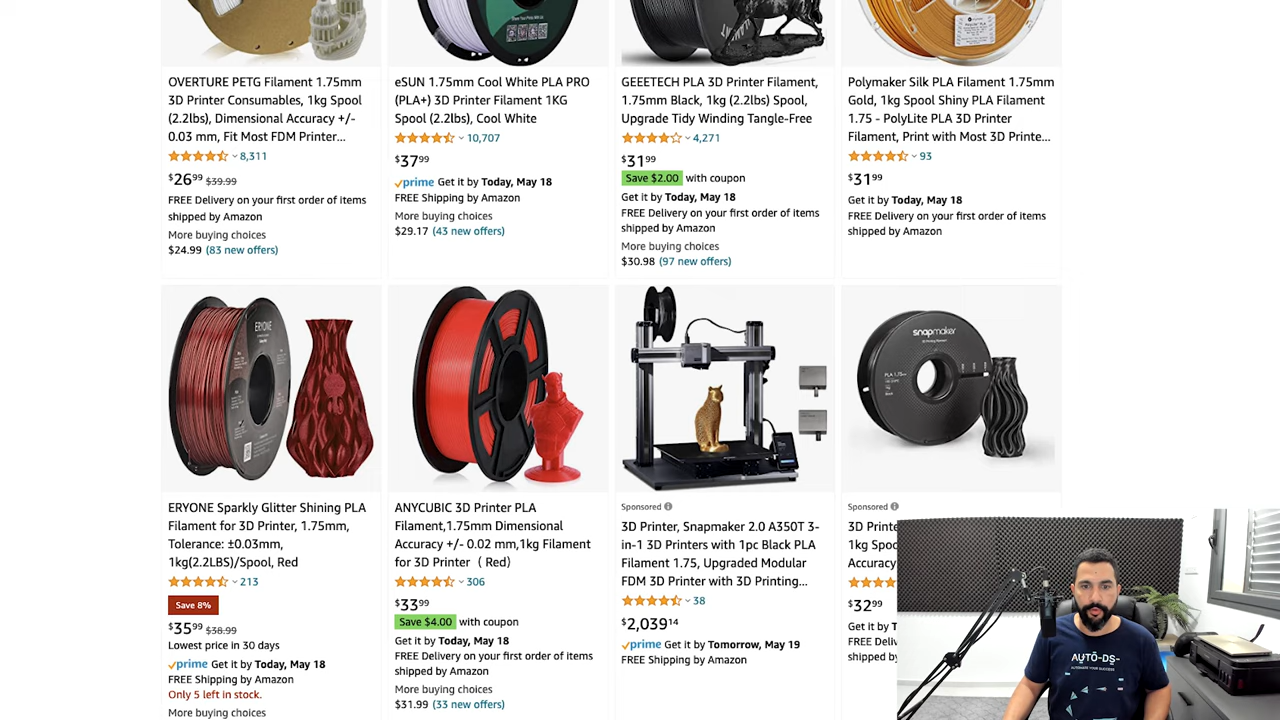 OVERTURE PETG Filament 1.75mm
3D Printer Consumables, 1kg Spool
(2.2lbs), Dimensional Accuracy +/-
0.03 mm, Fit Most FDM Printer...
8,311
$26.99 $39.99
FREE Delivery on your first order of items
shipped by Amazon
More buying choices
$24.99 (83 new offers)
eSUN 1.75mm Cool White PLA PRO
(PLA+) 3D Printer Filament 1KG
Spool (2.2lbs), Cool White
10,707
$37.99
prime Get it by Today, May 18
FREE Shipping by Amazon
More buying choices
$29.17 (43 new offers)
GEEETECH PLA 3D Printer Filament,
1.75mm Black, 1kg (2.2lbs) Spool,
Upgrade Tidy Winding Tangle-Free
4,271
$31.99
Save $2.00 with coupon
Get it by Today, May 18
FREE Delivery on your first order of items
shipped by Amazon
More buying choices
$30.98 (97 new offers)
Polymaker Silk PLA Filament 1.75mm
Gold, 1kg Spool Shiny PLA Filament
1.75 - PolyLite PLA 3D Printer
Filament, Print with Most 3D Printe...
93
$31.99
Get it by Today, May 18
FREE Delivery on your first order of items
shipped by Amazon
ERYONE
ERYONE Sparkly Glitter Shining PLA
Filament for 3D Printer, 1.75mm,
Tolerance: ±0.03mm,
1kg(2.2LBS)/Spool, Red
213
Save 8%
$35.99 $38.99
Lowest price in 30 days
prime Get it by Today, May 18
FREE Shipping by Amazon
Only 5 left in stock.
More buying choices
ANYCUBIC 3D Printer PLA
Filament,1.75mm Dimensional
Accuracy +/- 0.02 mm,1kg Filament
for 3D Printer（ Red）
306
$33.99
Save $4.00 with coupon
Get it by Today, May 18
FREE Delivery on your first order of items
shipped by Amazon
More buying choices
$31.99 (33 new offers)
Sponsored
3D Printer, Snapmaker 2.0 A350T 3-
in-1 3D Printers with 1pc Black PLA
Filament 1.75, Upgraded Modular
FDM 3D Printer with 3D Printing...
38
$2,039.14
prime Get it by Tomorrow, May 19
FREE Shipping by Amazon
snapmaker
PLA 1.75mm
Sponsored
3D Printe
1kg Spoo
Accuracy
$32.99
Get it by T
FREE Deliv
shipped by
AUTO-DS